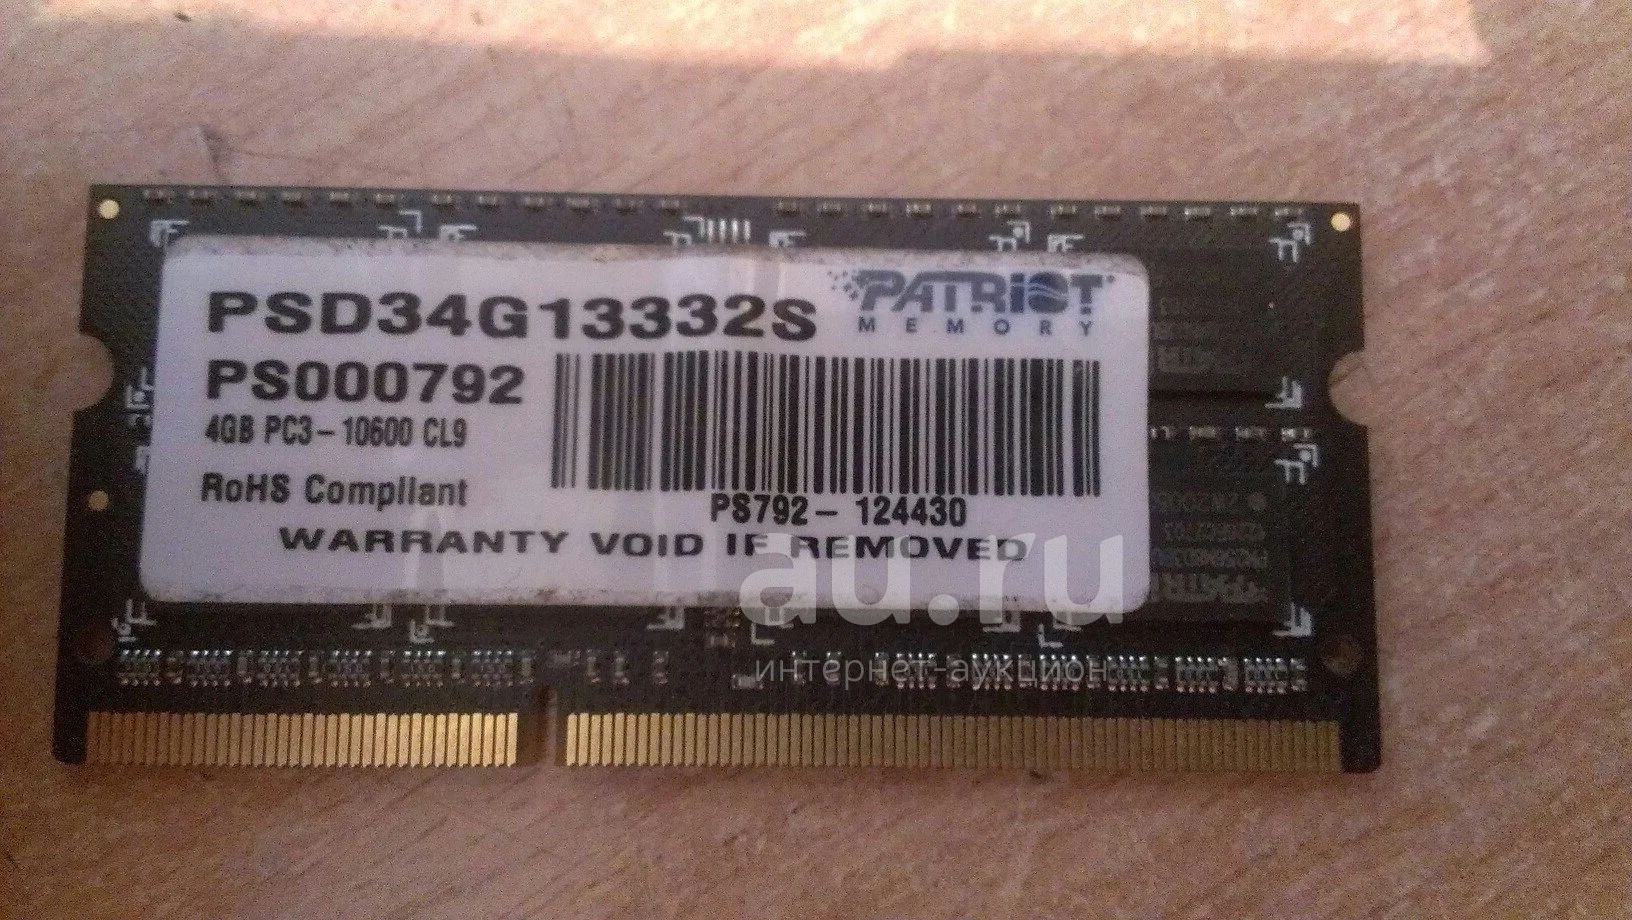 PSD34G13332S
PATRIOT
MEMORY
PS000792
4GB PC3-10600 CL9
RoHS Compliant
PS792-124430
WARRANTY VOID IF REMOVED
au.ru
интернет-аукцион